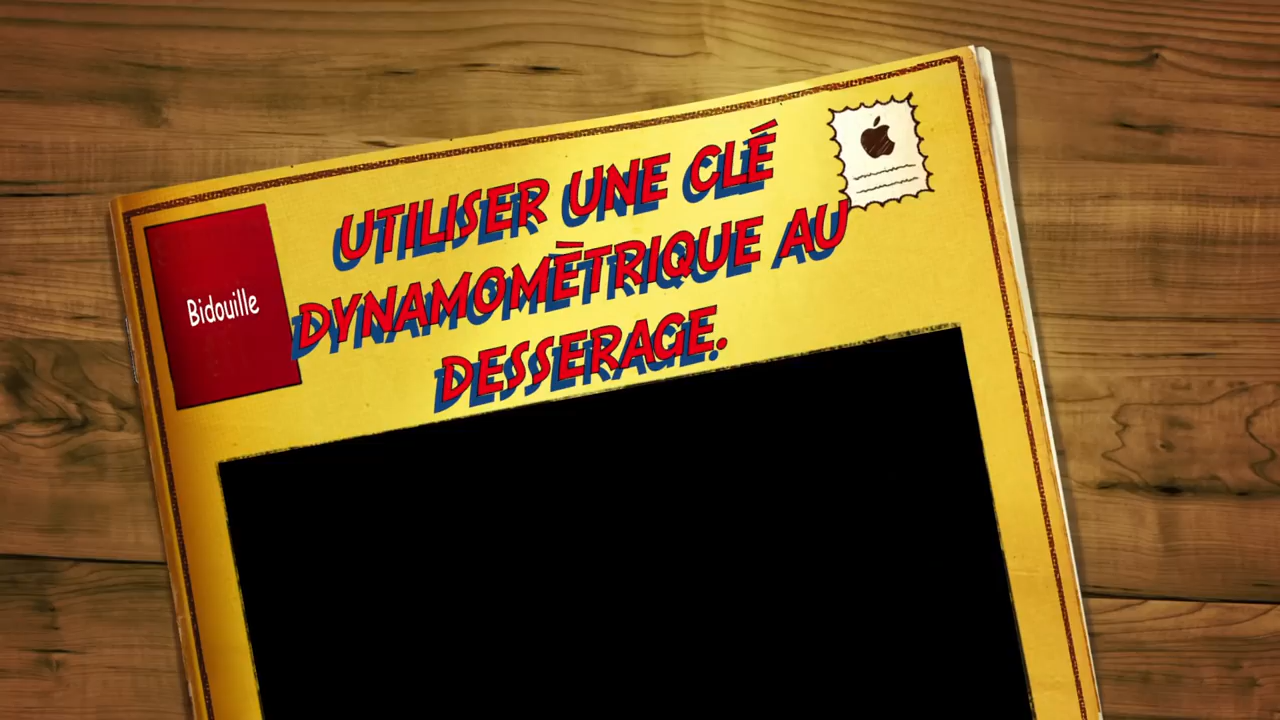 Bidouille
UTILISER UNE CLÉ
DYNAMOMÈTRIQUE AU
DESSERAGE.